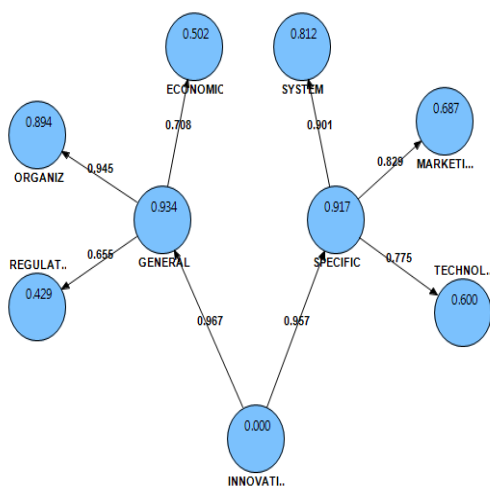 0.502
ECONOMIC
0.812
SYSTEM
0.894
ORGANIZ
0.687
MARKETI...
0.708
0.901
0.945
0.829
0.934
GENERAL
0.917
SPECIFIC
0.655
0.775
REGULAT..
0.429
TECHNOL...
0.600
0.967
0.957
0.000
INNOVATI..